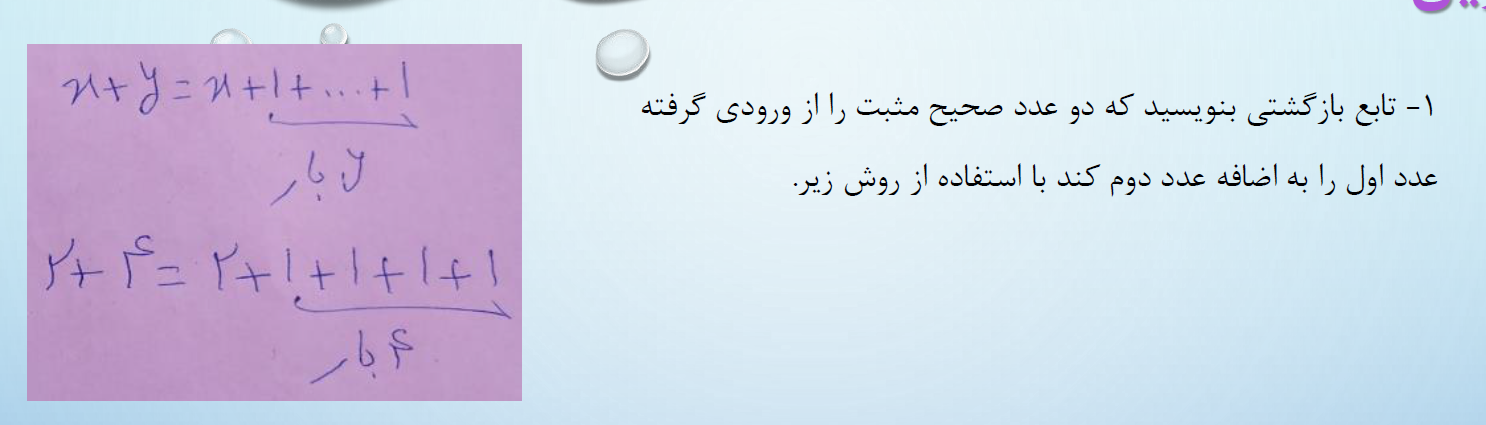 ۱- تابع بازگشتی بنویسید که دو عدد صحیح مثبت را از ورودی گرفته
عدد اول را به اضافه عدد دوم کند با استفاده از روش زیر.
x + y = x + 1 + ... + 1
y بار
۲ + ۴ = ۲ + ۱ + ۱ + ۱ + ۱
۴ بار